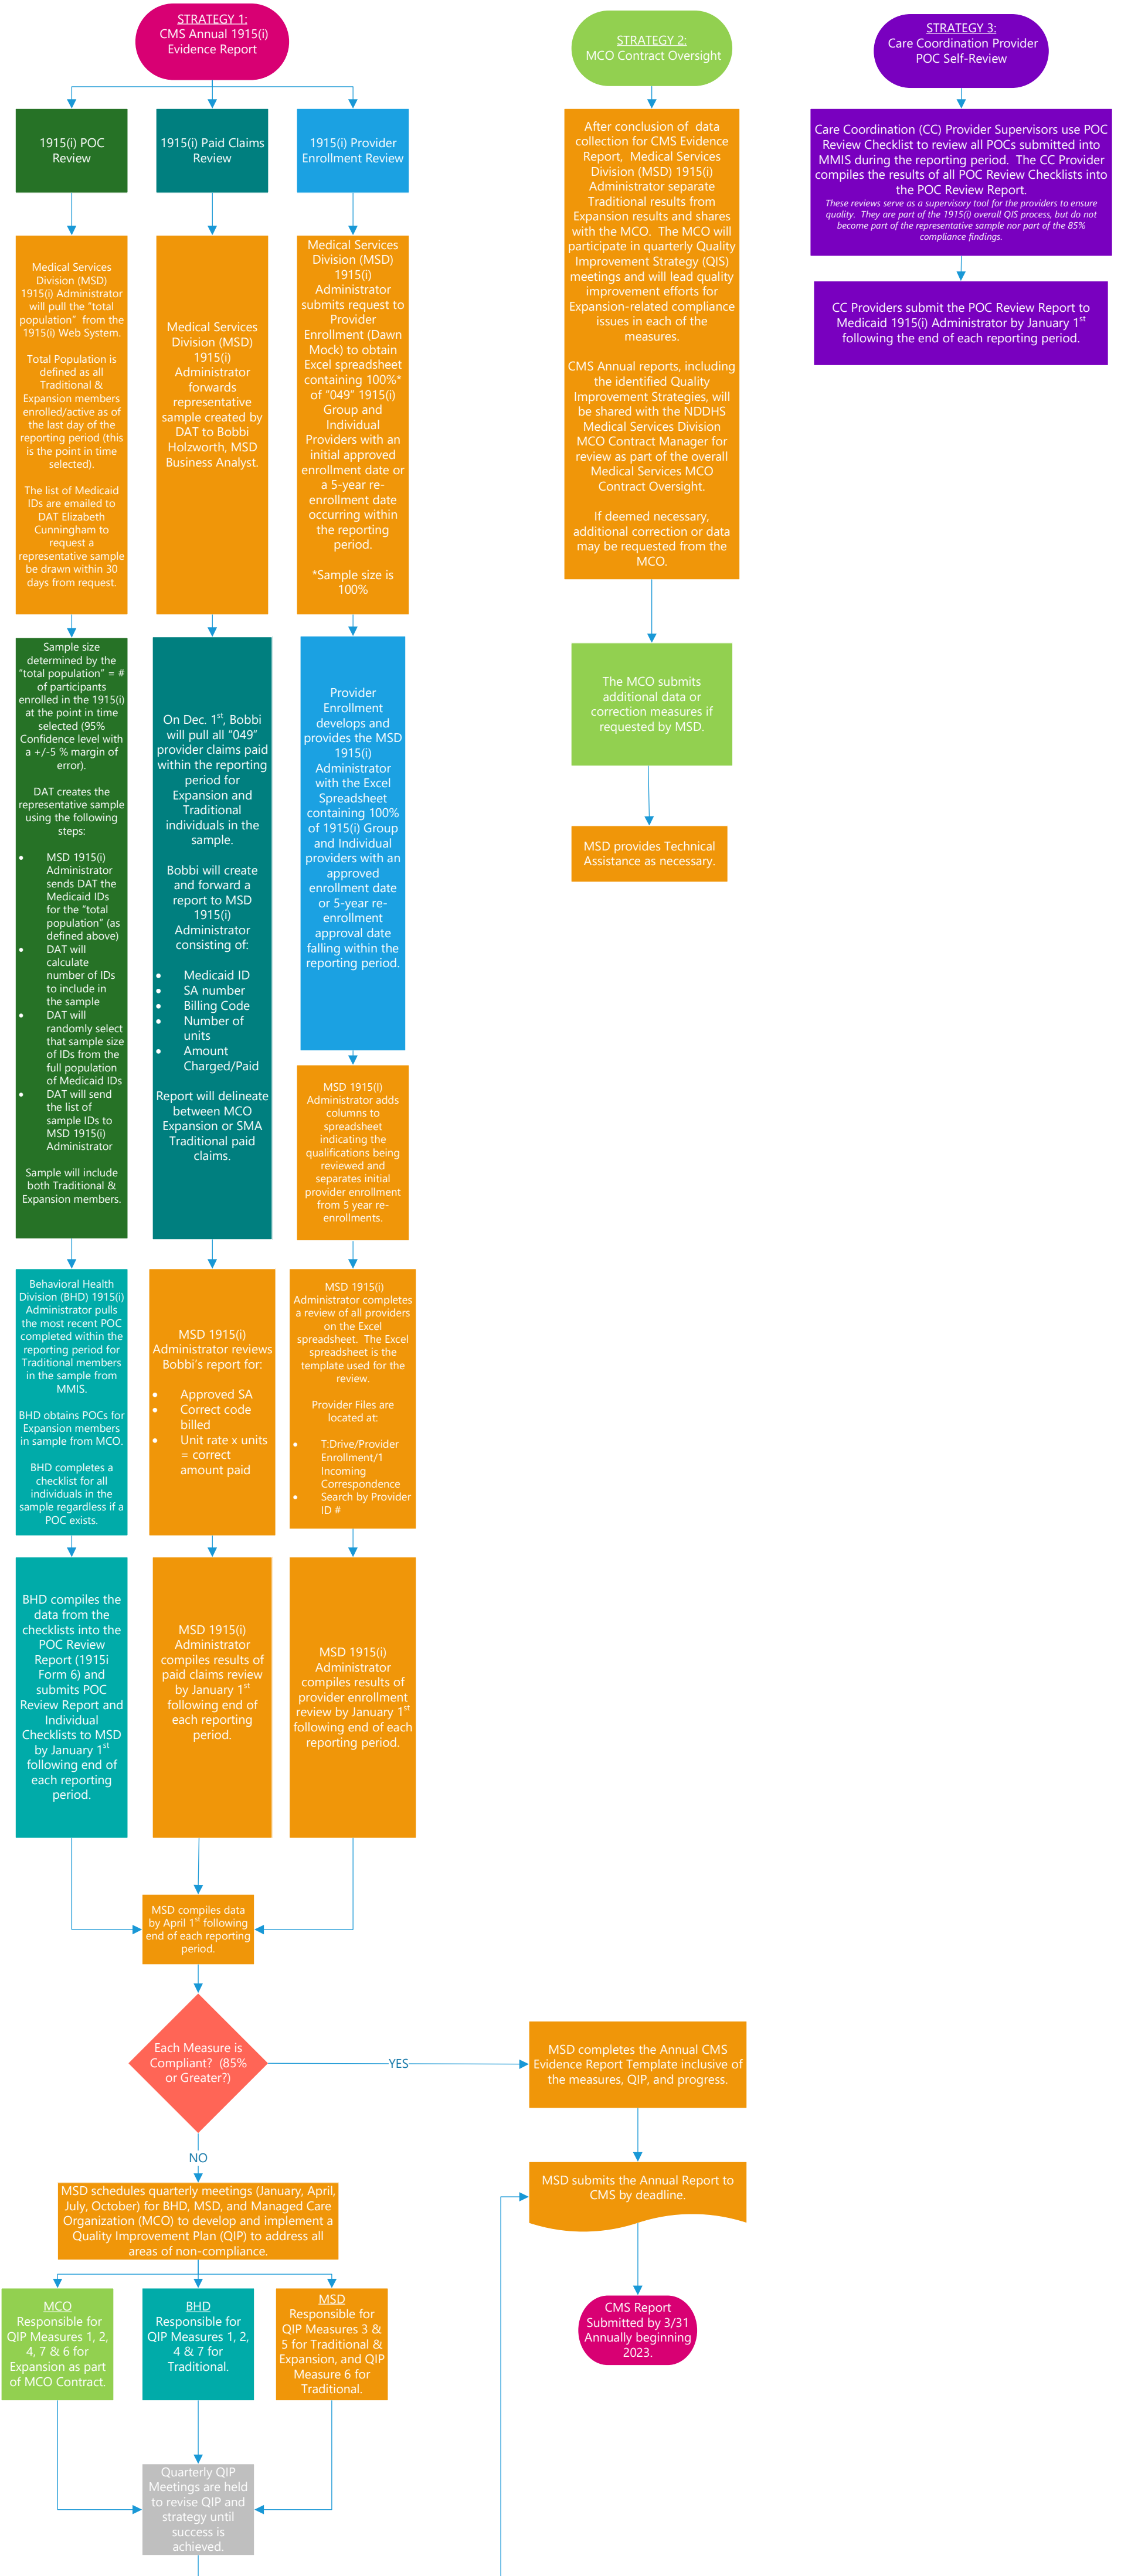 STRATEGY 1:
CMS Annual 1915(i)
Evidence Report
1915(i) POC
Review
1915(i) Paid Claims
Review
1915(i) Provider
Enrollment Review
Medical Services
Division (MSD)
1915(i) Administrator
will pull the "total
population"  from the
1915(i) Web System.
Total Population is
defined as all
Traditional &
Expansion members
enrolled/active as of
the last day of the
reporting period (this
is the point in time
selected).
The list of Medicaid
IDs are emailed to
DAT Elizabeth
Cunningham to
request a
representative sample
be drawn within 30
days from request.
Medical Services
Division (MSD)
1915(i)
Administrator
forwards
representative
sample created by
DAT to Bobbi
Holzworth, MSD
Business Analyst.
Medical Services
Division (MSD)
1915(i)
Administrator
submits request to
Provider
Enrollment (Dawn
Mock) to obtain
Excel spreadsheet
containing 100%*
of "049" 1915(i)
Group and
Individual
Providers with an
initial approved
enrollment date or
a 5-year re-
enrollment date
occurring within
the reporting
period.
*Sample size is
100%
Sample size
determined by the
"total population" = #
of participants
enrolled in the 1915(i)
at the point in time
selected (95%
Confidence level with
a +/-5 % margin of
error).
DAT creates the
representative sample
using the following
steps:
• MSD 1915(i)
Administrator
sends DAT the
Medicaid IDs
for the "total
population" (as
defined above)
• DAT will
calculate
number of IDs
to include in
the sample
• DAT will
randomly select
that sample size
of IDs from the
full population
of Medicaid IDs
• DAT will send
the list of
sample IDs to
MSD 1915(i)
Administrator
Sample will include
both Traditional &
Expansion members.
On Dec. 1st, Bobbi
will pull all "049"
provider claims paid
within the reporting
period for
Expansion and
Traditional
individuals in the
sample.
Bobbi will create
and forward a
report to MSD
1915(i)
Administrator
consisting of:
• Medicaid ID
• SA number
• Billing Code
• Number of
units
• Amount
Charged/Paid
Report will delineate
between MCO
Expansion or SMA
Traditional paid
claims.
Provider
Enrollment
develops and
provides the MSD
1915(i)
Administrator
with the Excel
Spreadsheet
containing 100%
of 1915(i) Group
and Individual
providers with an
approved
enrollment date
or 5-year re-
enrollment
approval date
falling within the
reporting period.
MSD 1915(I)
Administrator adds
columns to
spreadsheet
indicating the
qualifications being
reviewed and
separates initial
provider enrollment
from 5 year re-
enrollments.
Behavioral Health
Division (BHD) 1915(i)
Administrator pulls
the most recent POC
completed within the
reporting period for
Traditional members
in the sample from
MMIS.
BHD obtains POCs for
Expansion members
in sample from MCO.
BHD completes a
checklist for all
individuals in the
sample regardless if a
POC exists.
MSD 1915(i)
Administrator reviews
Bobbi's report for:
• Approved SA
• Correct code
billed
• Unit rate x units
= correct
amount paid
MSD 1915(i)
Administrator completes
a review of all providers
on the Excel
spreadsheet.  The Excel
spreadsheet is the
template used for the
review.
Provider Files are
located at:
• T:Drive/Provider
Enrollment/1
Incoming
Correspondence
• Search by Provider
ID #
BHD compiles the
data from the
checklists into the
POC Review
Report (1915i
Form 6) and
submits POC
Review Report and
Individual
Checklists to MSD
by January 1st
following end of
each reporting
period.
MSD 1915(i)
Administrator
compiles results of
paid claims review
by January 1st
following end of
each reporting
period.
MSD 1915(i)
Administrator
compiles results of
provider enrollment
review by January 1st
following end of each
reporting period.
MSD compiles data
by April 1st following
end of each reporting
period.
Each Measure is
Compliant?  (85%
or Greater?)
YES
NO
MSD completes the Annual CMS
Evidence Report Template inclusive of
the measures, QIP, and progress.
MSD submits the Annual Report to
CMS by deadline.
CMS Report
Submitted by 3/31
Annually beginning
2023.
MSD schedules quarterly meetings (January, April,
July, October) for BHD, MSD, and Managed Care
Organization (MCO) to develop and implement a
Quality Improvement Plan (QIP) to address all
areas of non-compliance.
MCO
Responsible for
QIP Measures 1, 2,
4, 7 & 6 for
Expansion as part
of MCO Contract.
BHD
Responsible for
QIP Measures 1, 2,
4 & 7 for
Traditional.
MSD
Responsible for
QIP Measures 3 &
5 for Traditional &
Expansion, and QIP
Measure 6 for
Traditional.
Quarterly QIP
Meetings are held
to revise QIP and
strategy until
success is
achieved.
STRATEGY 2:
MCO Contract Oversight
After conclusion of  data
collection for CMS Evidence
Report,  Medical Services
Division (MSD) 1915(i)
Administrator separate
Traditional results from
Expansion results and shares
with the MCO.  The MCO will
participate in quarterly Quality
Improvement Strategy (QIS)
meetings and will lead quality
improvement efforts for
Expansion-related compliance
issues in each of the
measures.
CMS Annual reports, including
the identified Quality
Improvement Strategies, will
be shared with the NDDHS
Medical Services Division
MCO Contract Manager for
review as part of the overall
Medical Services MCO
Contract Oversight.
If deemed necessary,
additional correction or data
may be requested from the
MCO.
The MCO submits
additional data or
correction measures if
requested by MSD.
MSD provides Technical
Assistance as necessary.
STRATEGY 3:
Care Coordination Provider
POC Self-Review
Care Coordination (CC) Provider Supervisors use POC
Review Checklist to review all POCs submitted into
MMIS during the reporting period.  The CC Provider
compiles the results of all POC Review Checklists into
the POC Review Report.
These reviews serve as a supervisory tool for the providers to ensure
quality.  They are part of the 1915(i) overall QIS process, but do not
become part of the representative sample nor part of the 85%
compliance findings.
CC Providers submit the POC Review Report to
Medicaid 1915(i) Administrator by January 1st
following the end of each reporting period.